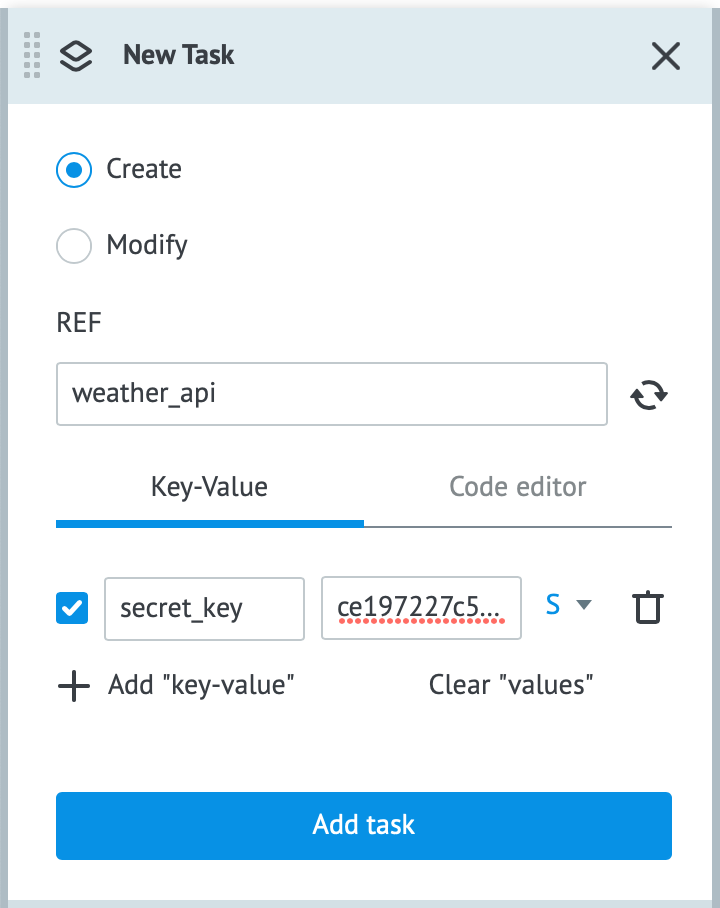 New Task
Create
Modify
REF
weather_api
Key-Value Code editor
secret_key ce197227c5... S
Add "key-value" Clear "values"
Add task